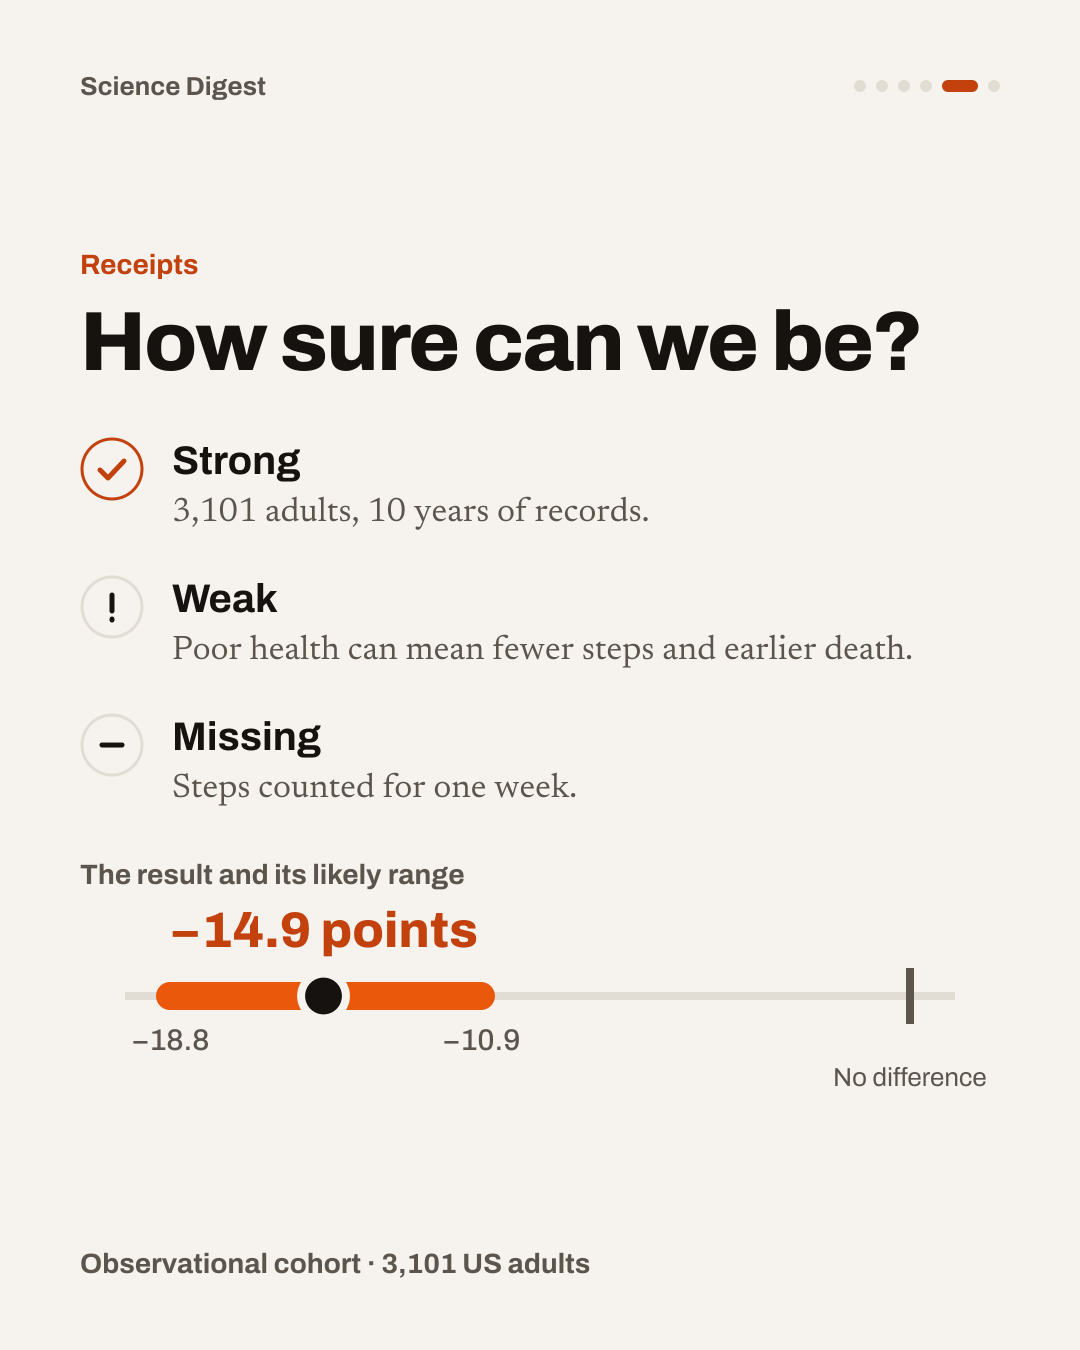 Science Digest
Receipts
How sure can we be?
Strong
3,101 adults, 10 years of records.
Weak
Poor health can mean fewer steps and earlier death.
Missing
Steps counted for one week.
The result and its likely range
−14.9 points
−18.8
−10.9
No difference
Observational cohort · 3,101 US adults